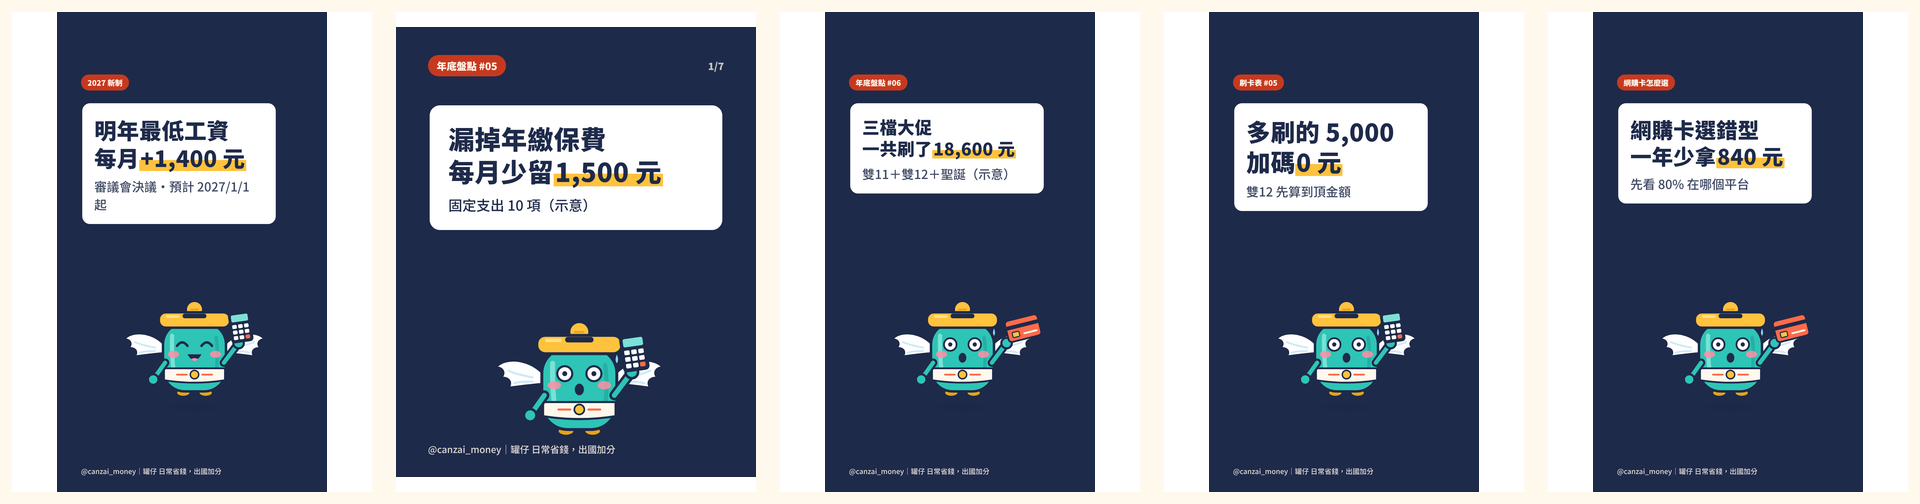 2027 新制
明年最低工資
每月+1,400 元
審議會決議・預計 2027/1/1
起
@canzai_money｜罐仔 日常省錢，出國加分
年底盤點 #05
1/7
漏掉年繳保費
每月少留1,500 元
固定支出 10 項（示意）
@canzai_money｜罐仔 日常省錢，出國加分
年底盤點 #06
三檔大促
一共刷了18,600 元
雙11＋雙12＋聖誕（示意）
@canzai_money｜罐仔 日常省錢，出國加分
刷卡表 #05
多刷的 5,000
加碼0 元
雙12 先算到頂金額
@canzai_money｜罐仔 日常省錢，出國加分
網購卡怎麼選
網購卡選錯型
一年少拿840 元
先看 80% 在哪個平台
@canzai_money｜罐仔 日常省錢，出國加分